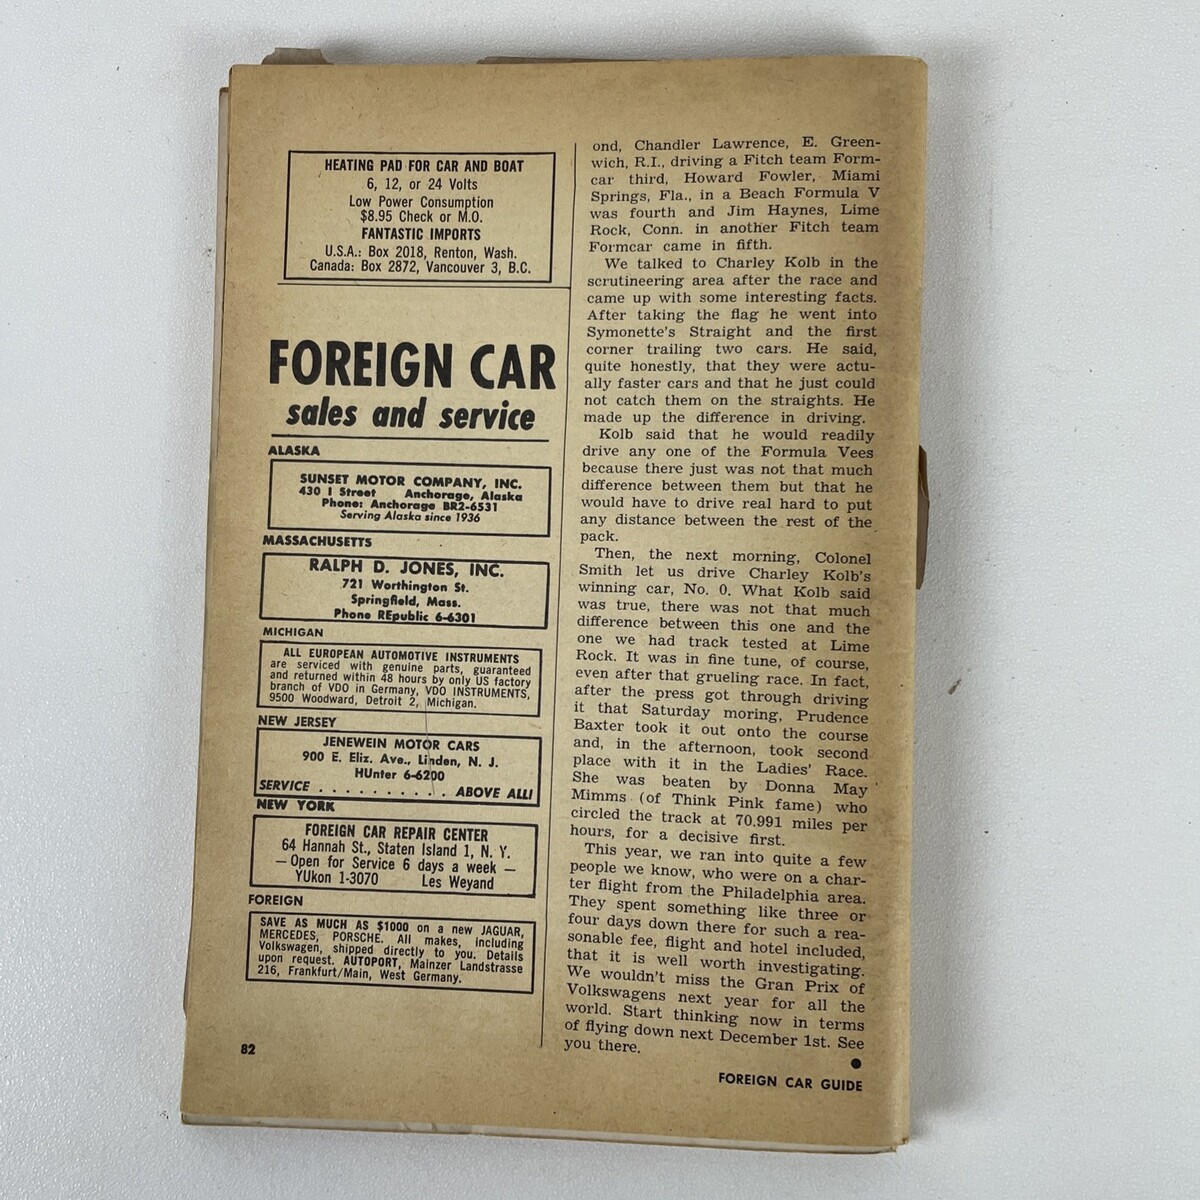 HEATING PAD FOR CAR AND BOAT
6, 12, or 24 Volts
Low Power Consumption
$8.95 Check or M.O.
FANTASTIC IMPORTS
U.S.A.: Box 2018, Renton, Wash.
Canada: Box 2872, Vancouver 3, B.C.
FOREIGN CAR
sales and service
ALASKA
SUNSET MOTOR COMPANY, INC.
430 I Street Anchorage, Alaska
Phone: Anchorage BR2-6531
Serving Alaska since 1936
MASSACHUSETTS
RALPH D. JONES, INC.
721 Worthington St.
Springfield, Mass.
Phone REpublic 6-6301
MICHIGAN
ALL EUROPEAN AUTOMOTIVE INSTRUMENTS
are serviced with genuine parts, guaranteed
and returned within 48 hours by only US factory
branch of VDO in Germany, VDO INSTRUMENTS,
9500 Woodward, Detroit 2, Michigan.
NEW JERSEY
JENEWEIN MOTOR CARS
900 E. Eliz. Ave., Linden, N. J.
HUnter 6-6200
SERVICE . . . . . . . . . . ABOVE ALL!
NEW YORK
FOREIGN CAR REPAIR CENTER
64 Hannah St., Staten Island 1, N. Y.
— Open for Service 6 days a week —
YUkon 1-3070 Les Weyand
FOREIGN
SAVE AS MUCH AS $1000 on a new JAGUAR,
MERCEDES, PORSCHE. All makes, including
Volkswagen, shipped directly to you. Details
upon request. AUTOPORT, Mainzer Landstrasse
216, Frankfurt/Main, West Germany.
82
ond, Chandler Lawrence, E. Green-
wich, R.I., driving a Fitch team Form-
car third, Howard Fowler, Miami
Springs, Fla., in a Beach Formula V
was fourth and Jim Haynes, Lime
Rock, Conn. in another Fitch team
Formcar came in fifth.
We talked to Charley Kolb in the
scrutineering area after the race and
came up with some interesting facts.
After taking the flag he went into
Symonette's Straight and the first
corner trailing two cars. He said,
quite honestly, that they were actu-
ally faster cars and that he just could
not catch them on the straights. He
made up the difference in driving.
Kolb said that he would readily
drive any one of the Formula Vees
because there just was not that much
difference between them but that he
would have to drive real hard to put
any distance between the rest of the
pack.
Then, the next morning, Colonel
Smith let us drive Charley Kolb's
winning car, No. 0. What Kolb said
was true, there was not that much
difference between this one and the
one we had track tested at Lime
Rock. It was in fine tune, of course,
even after that grueling race. In fact,
after the press got through driving
it that Saturday moring, Prudence
Baxter took it out onto the course
and, in the afternoon, took second
place with it in the Ladies' Race.
She was beaten by Donna May
Mimms (of Think Pink fame) who
circled the track at 70.991 miles per
hours, for a decisive first.
This year, we ran into quite a few
people we know, who were on a char-
ter flight from the Philadelphia area.
They spent something like three or
four days down there for such a rea-
sonable fee, flight and hotel included,
that it is well worth investigating.
We wouldn't miss the Gran Prix of
Volkswagens next year for all the
world. Start thinking now in terms
of flying down next December 1st. See
you there.
FOREIGN CAR GUIDE